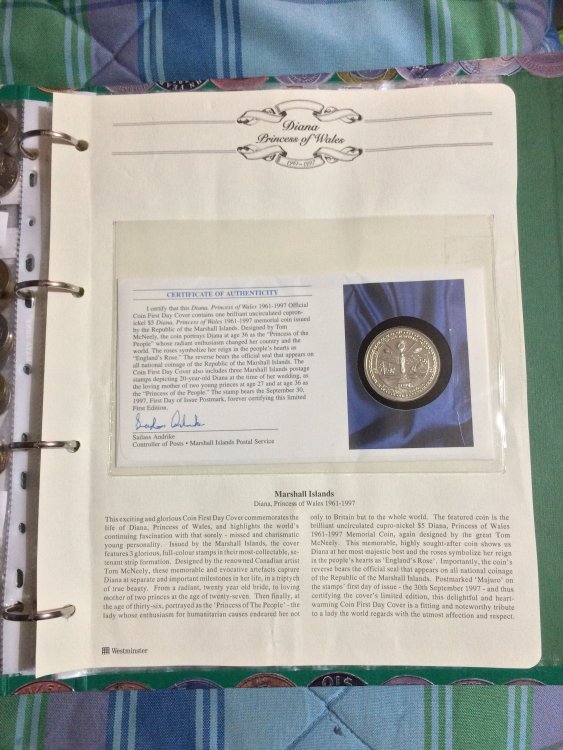 Diana
Princess of Wales
1961-1997
CERTIFICATE OF AUTHENTICITY
I certify that this Diana, Princess of Wales 1961-1997 Official
Coin First Day Cover contains one brilliant uncirculated cupro-
nickel $5 Diana, Princess of Wales 1961-1997 memorial coin issued
by the Republic of the Marshall Islands. Designed by Tom
McNeely, the coin portrays Diana at age 36 as the "Princess of the
People" whose radiant enthusiasm changed her country and the
world. The roses symbolize her reign in the people's hearts as
"England's Rose". The reverse bears the official seal that appears on
all national coinage of the Republic of the Marshall Islands. The
Coin First Day Cover also includes three Marshall Islands postage
stamps depicting 20-year-old Diana at the time of her wedding, as
the loving mother of two young princes at age 27 and at age 36 as
the "Princess of the People." The stamp bears the September 30,
1997, First Day of Issue Postmark, forever certifying this limited
First Edition.
Sailass Andrike
Controller of Posts • Marshall Islands Postal Service
Marshall Islands
Diana, Princess of Wales 1961-1997
This exciting and glorious Coin First Day Cover commemorates the
life of Diana, Princess of Wales, and highlights the world's
continuing fascination with that sorely - missed and charismatic
young personality. Issued by the Marshall Islands, the cover
features 3 glorious, full-colour stamps in their most-collectable, se-
tenant strip formation. Designed by the renowned Canadian artist
Tom McNeely, these memorable and evocative artefacts capture
Diana at separate and important milestones in her life, in a triptych
of true beauty. From a radiant, twenty year old bride, to loving
mother of two princes at the age of twenty-seven. Then finally, at
the age of thirty-six, portrayed as the 'Princess of The People' - the
lady whose enthusiasm for humanitarian causes endeared her not
only to Britain but to the whole world. The featured coin is the
brilliant uncirculated cupro-nickel $5 Diana, Princess of Wales
1961-1997 Memorial Coin, again designed by the great Tom
McNeely. This memorable, highly sought-after coin shows us
Diana at her most majestic best and the roses symbolize her reign
in the people's hearts as 'England's Rose'. Importantly, the coin's
reverse bears the official seal that appears on all national coinage
of the Republic of the Marshall Islands. Postmarked 'Majuro' on
the stamps' first day of issue - the 30th September 1997 - and thus
certifying the cover's limited edition, this delightful and heart-
warming Coin First Day Cover is a fitting and noteworthy tribute
to a lady the world regards with the utmost affection and respect.
Westminster